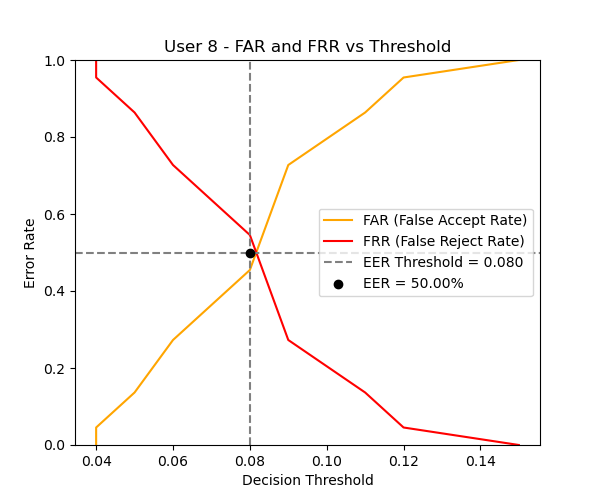 User 8 - FAR and FRR vs Threshold
1.0
0.8
0.6
0.4
0.2
0.0
Error Rate
FAR (False Accept Rate)
FRR (False Reject Rate)
EER Threshold = 0.080
EER = 50.00%
0.04 0.06 0.08 0.10 0.12 0.14
Decision Threshold